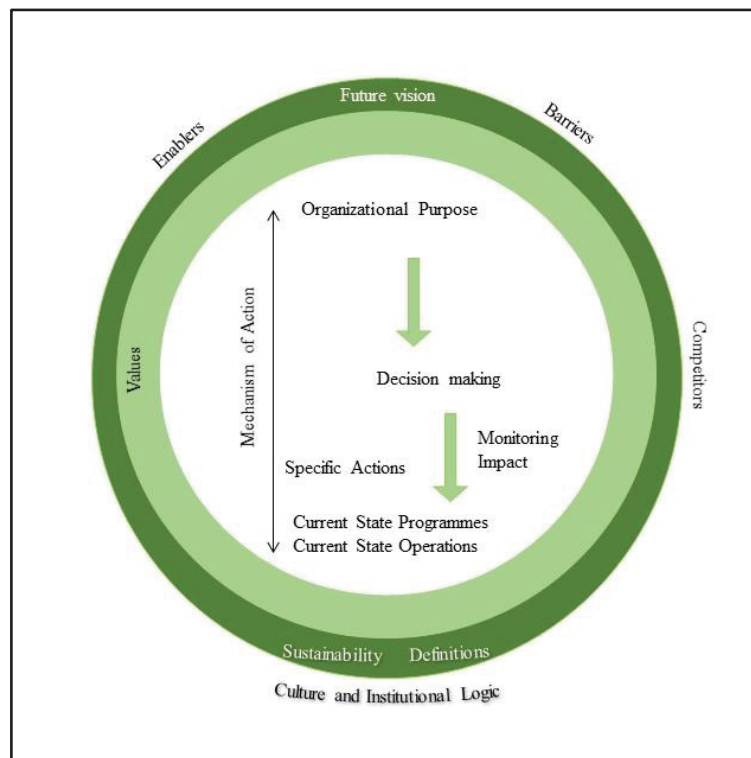 Future vision
Enablers
Barriers
Organizational Purpose
Mechanism of Action
Values
Competitors
Decision making
Monitoring
Impact
Specific Actions
Current State Programmes
Current State Operations
Sustainability Definitions
Culture and Institutional Logic